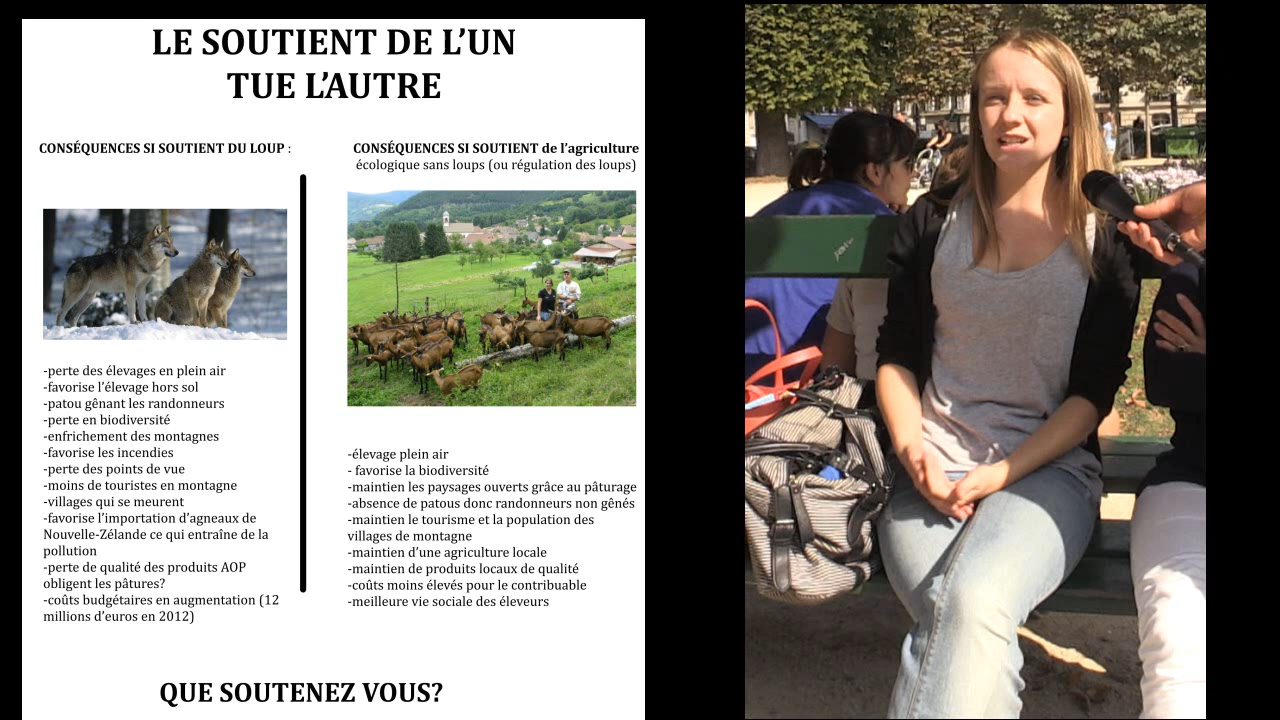 LE SOUTIENT DE L'UN
TUE L'AUTRE
CONSÉQUENCES SI SOUTIENT DU LOUP :
-perte des élevages en plein air
-favorise l'élevage hors sol
-patou gênant les randonneurs
-perte en biodiversité
-enfrichement des montagnes
-favorise les incendies
-perte des points de vue
-moins de touristes en montagne
-villages qui se meurent
-favorise l'importation d'agneaux de
Nouvelle-Zélande ce qui entraîne de la
pollution
-perte de qualité des produits AOP
obligent les pâtures?
-coûts budgétaires en augmentation (12
millions d'euros en 2012)
CONSÉQUENCES SI SOUTIENT de l'agriculture
écologique sans loups (ou régulation des loups)
-élevage plein air
- favorise la biodiversité
-maintien les paysages ouverts grâce au pâturage
-absence de patous donc randonneurs non gênés
-maintien le tourisme et la population des
villages de montagne
-maintien d'une agriculture locale
-maintien de produits locaux de qualité
-coûts moins élevés pour le contribuable
-meilleure vie sociale des éleveurs
QUE SOUTENEZ VOUS?